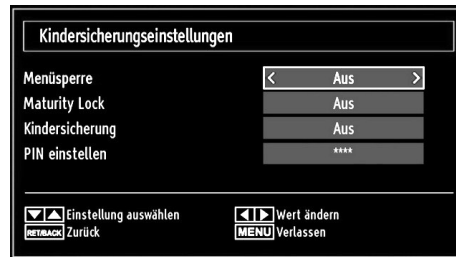 Kindersicherungseinstellungen
Menüsperre < Aus >
Maturity Lock Aus
Kindersicherung Aus
PIN einstellen ****
Einstellung auswählen Wert ändern
RET/BACK Zurück MENU Verlassen